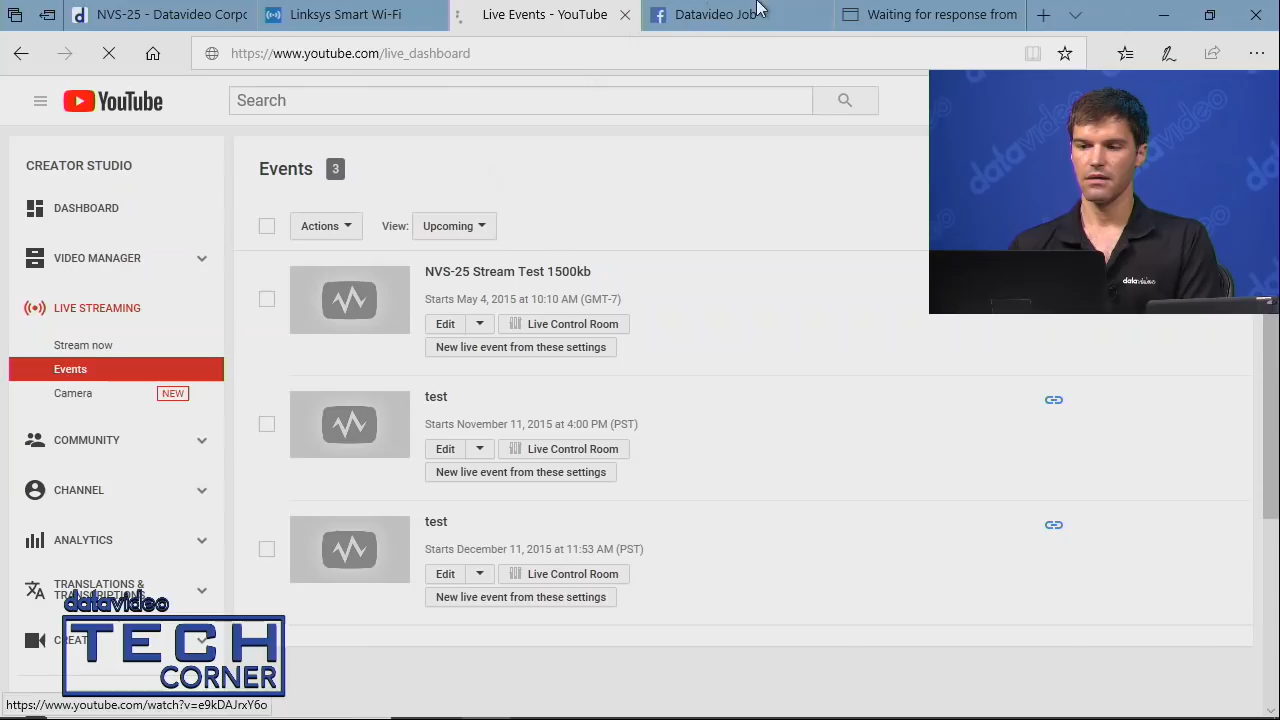 NVS-25 - Datavideo Corpo
Linksys Smart Wi-Fi
Live Events - YouTube
Datavideo Job
Waiting for response from
https://www.youtube.com/live_dashboard
YouTube
Search
CREATOR STUDIO
DASHBOARD
VIDEO MANAGER
LIVE STREAMING
Stream now
Events
Camera NEW
COMMUNITY
CHANNEL
ANALYTICS
TRANSLATIONS &
TRANSCRIPTIONS
CREAT
Events 3
Actions View: Upcoming
NVS-25 Stream Test 1500kb
Starts May 4, 2015 at 10:10 AM (GMT-7)
Edit Live Control Room
New live event from these settings
test
Starts November 11, 2015 at 4:00 PM (PST)
Edit Live Control Room
New live event from these settings
test
Starts December 11, 2015 at 11:53 AM (PST)
Edit Live Control Room
New live event from these settings
datavideo
datavideo
datavideo
TECH
CORNER
https://www.youtube.com/watch?v=e9kDAJrxY6o